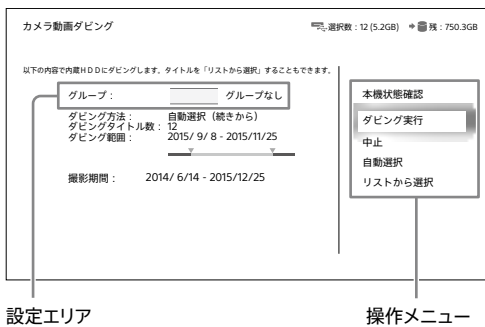 カメラ動画ダビング 選択数 : 12 (5.2GB) 残 : 750.3GB
以下の内容で内蔵HDDにダビングします。タイトルを「リストから選択」することもできます。
グループ : グループなし
ダビング方法 : 自動選択（続きから）
ダビングタイトル数 : 12
ダビング範囲 : 2015/ 9/ 8 - 2015/11/25
撮影期間 : 2014/ 6/14 - 2015/12/25
本機状態確認
ダビング実行
中止
自動選択
リストから選択
設定エリア
操作メニュー